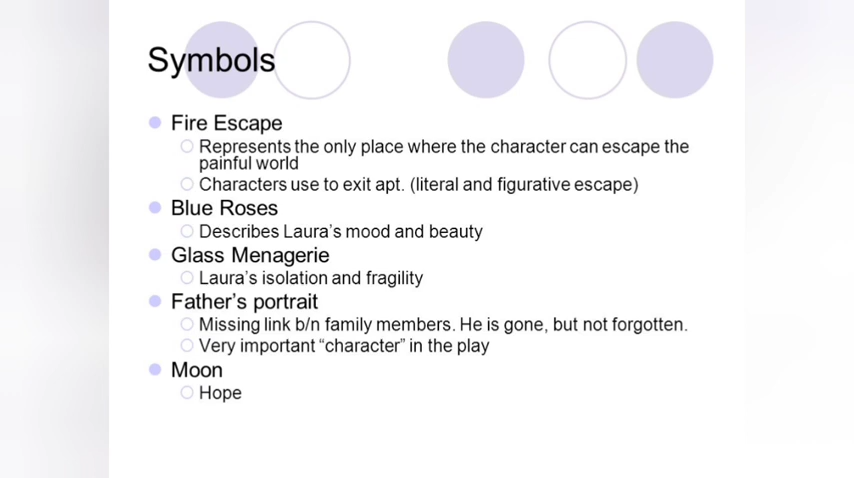 Symbols
Fire Escape
Represents the only place where the character can escape the
painful world
Characters use to exit apt. (literal and figurative escape)
Blue Roses
Describes Laura's mood and beauty
Glass Menagerie
Laura's isolation and fragility
Father's portrait
Missing link b/n family members. He is gone, but not forgotten.
Very important “character” in the play
Moon
Hope